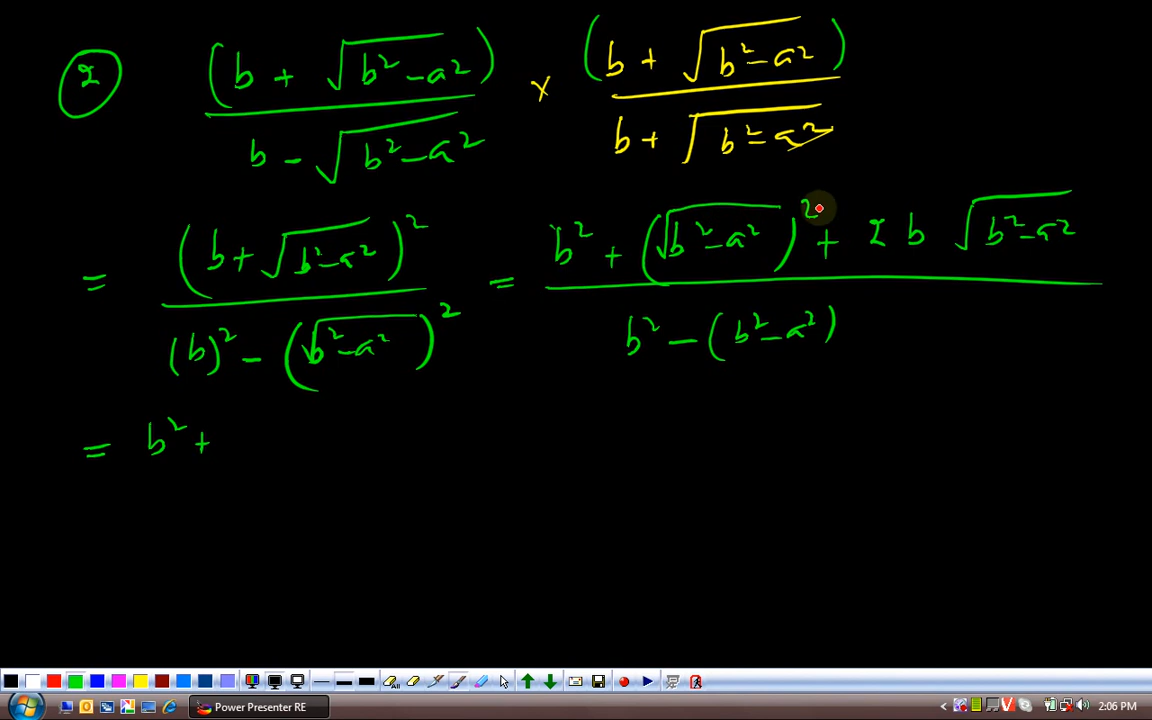 ② (b + √(b² - a²)) / (b - √(b² - a²)) × (b + √(b² - a²)) / (b + √(b² - a²))
= (b + √(b² - a²))² / ((b)² - (√(b² - a²))²) = (b² + (√(b² - a²))² + 2 b √(b² - a²)) / (b² - (b² - a²))
= b² +
Power Presenter RE
2:06 PM